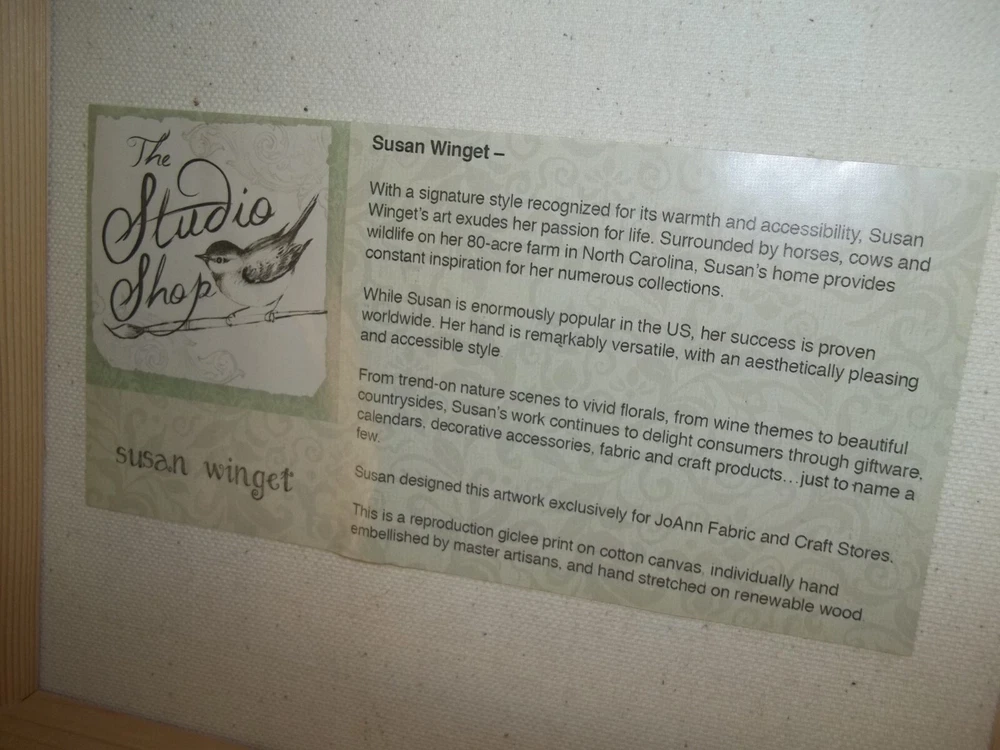 The
Studio
Shop
susan winget
Susan Winget –
With a signature style recognized for its warmth and accessibility, Susan
Winget's art exudes her passion for life. Surrounded by horses, cows and
wildlife on her 80-acre farm in North Carolina, Susan's home provides
constant inspiration for her numerous collections.
While Susan is enormously popular in the US, her success is proven
worldwide. Her hand is remarkably versatile, with an aesthetically pleasing
and accessible style.
From trend-on nature scenes to vivid florals, from wine themes to beautiful
countrysides, Susan's work continues to delight consumers through giftware,
calendars, decorative accessories, fabric and craft products…just to name a
few.
Susan designed this artwork exclusively for JoAnn Fabric and Craft Stores.
This is a reproduction giclee print on cotton canvas, individually hand
embellished by master artisans, and hand stretched on renewable wood